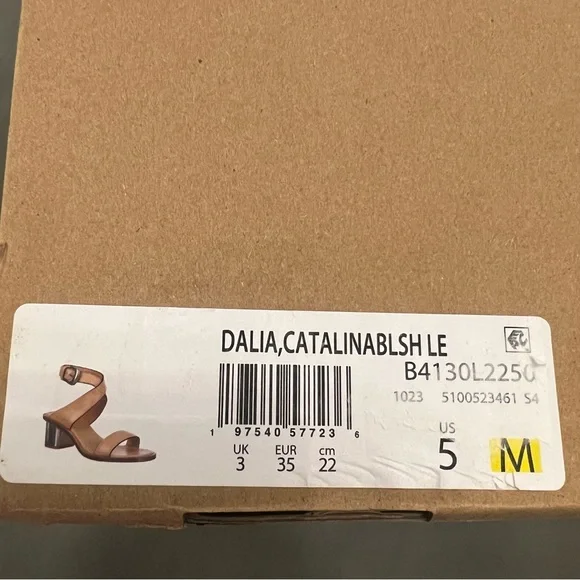 DALIA,CATALINABLSH LE
B4130L2250
1023 5100523461 S4
1 97540 57723 6
UK EUR cm
3 35 22
US
5 M